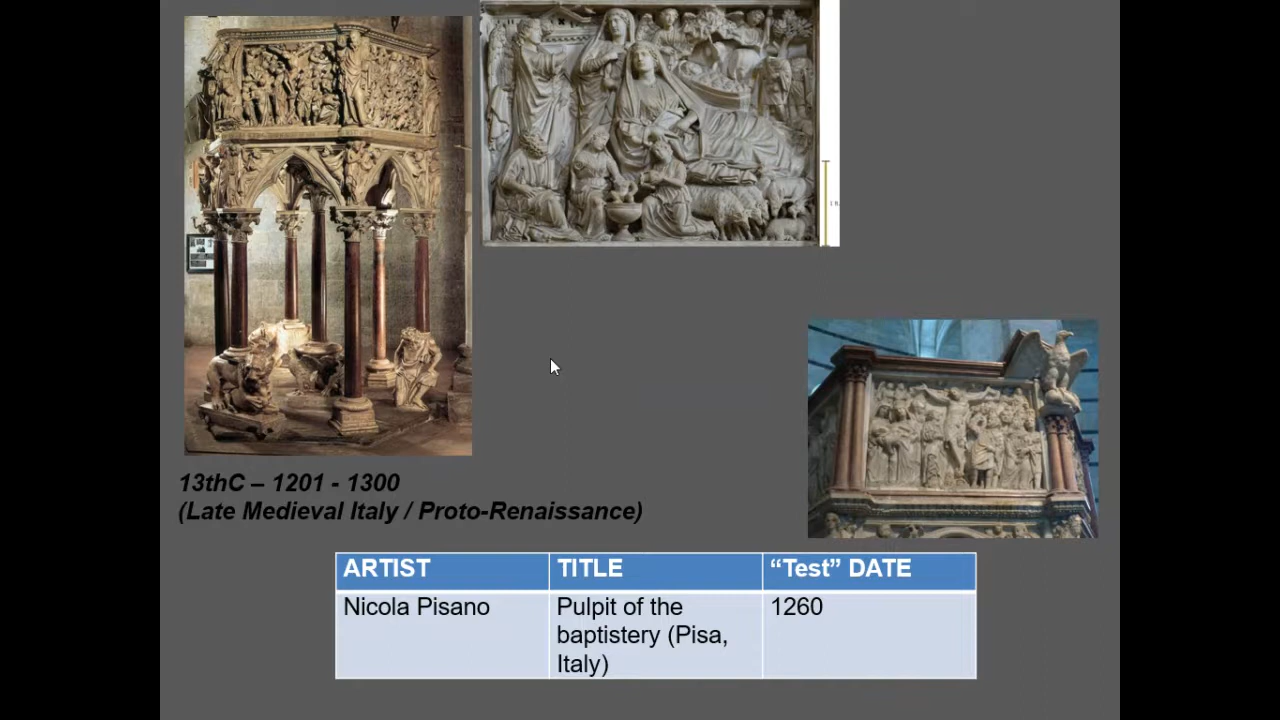 13thC – 1201 - 1300
(Late Medieval Italy / Proto-Renaissance)
ARTIST TITLE “Test” DATE
Nicola Pisano Pulpit of the 1260
baptistery (Pisa,
Italy)